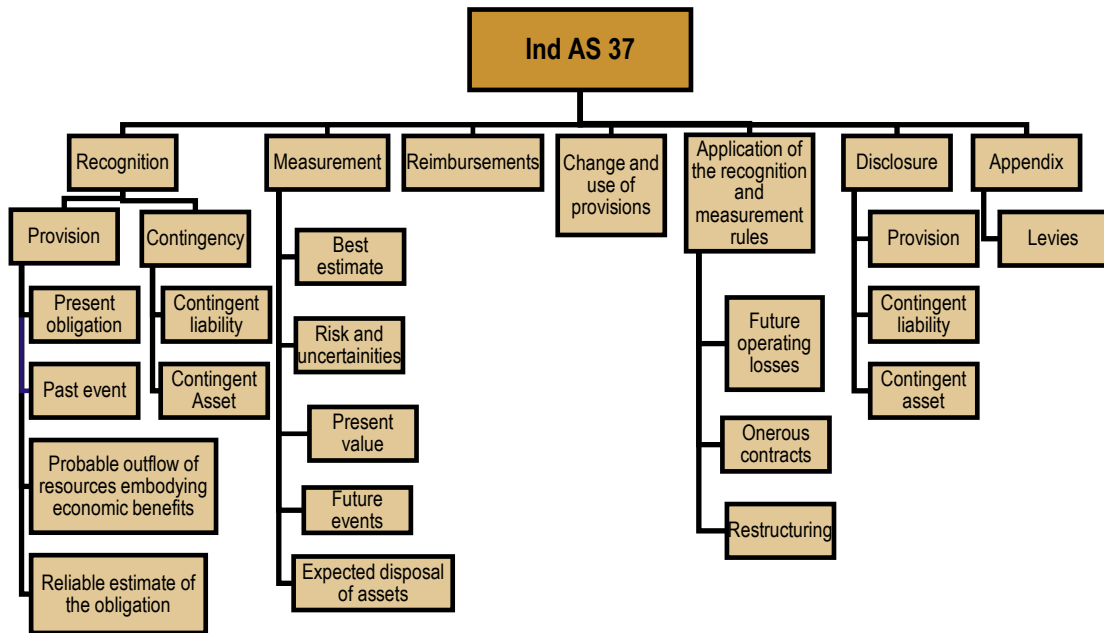 Ind AS 37
Recognition
Measurement
Reimbursements
Change and
use of
provisions
Application of
the recognition
and
measurement
rules
Disclosure
Appendix
Provision
Contingency
Present
obligation
Past event
Probable outflow of
resources embodying
economic benefits
Reliable estimate of
the obligation
Contingent
liability
Contingent
Asset
Best
estimate
Risk and
uncertainities
Present
value
Future
events
Expected disposal
of assets
Future
operating
losses
Onerous
contracts
Restructuring
Provision
Contingent
liability
Contingent
asset
Levies